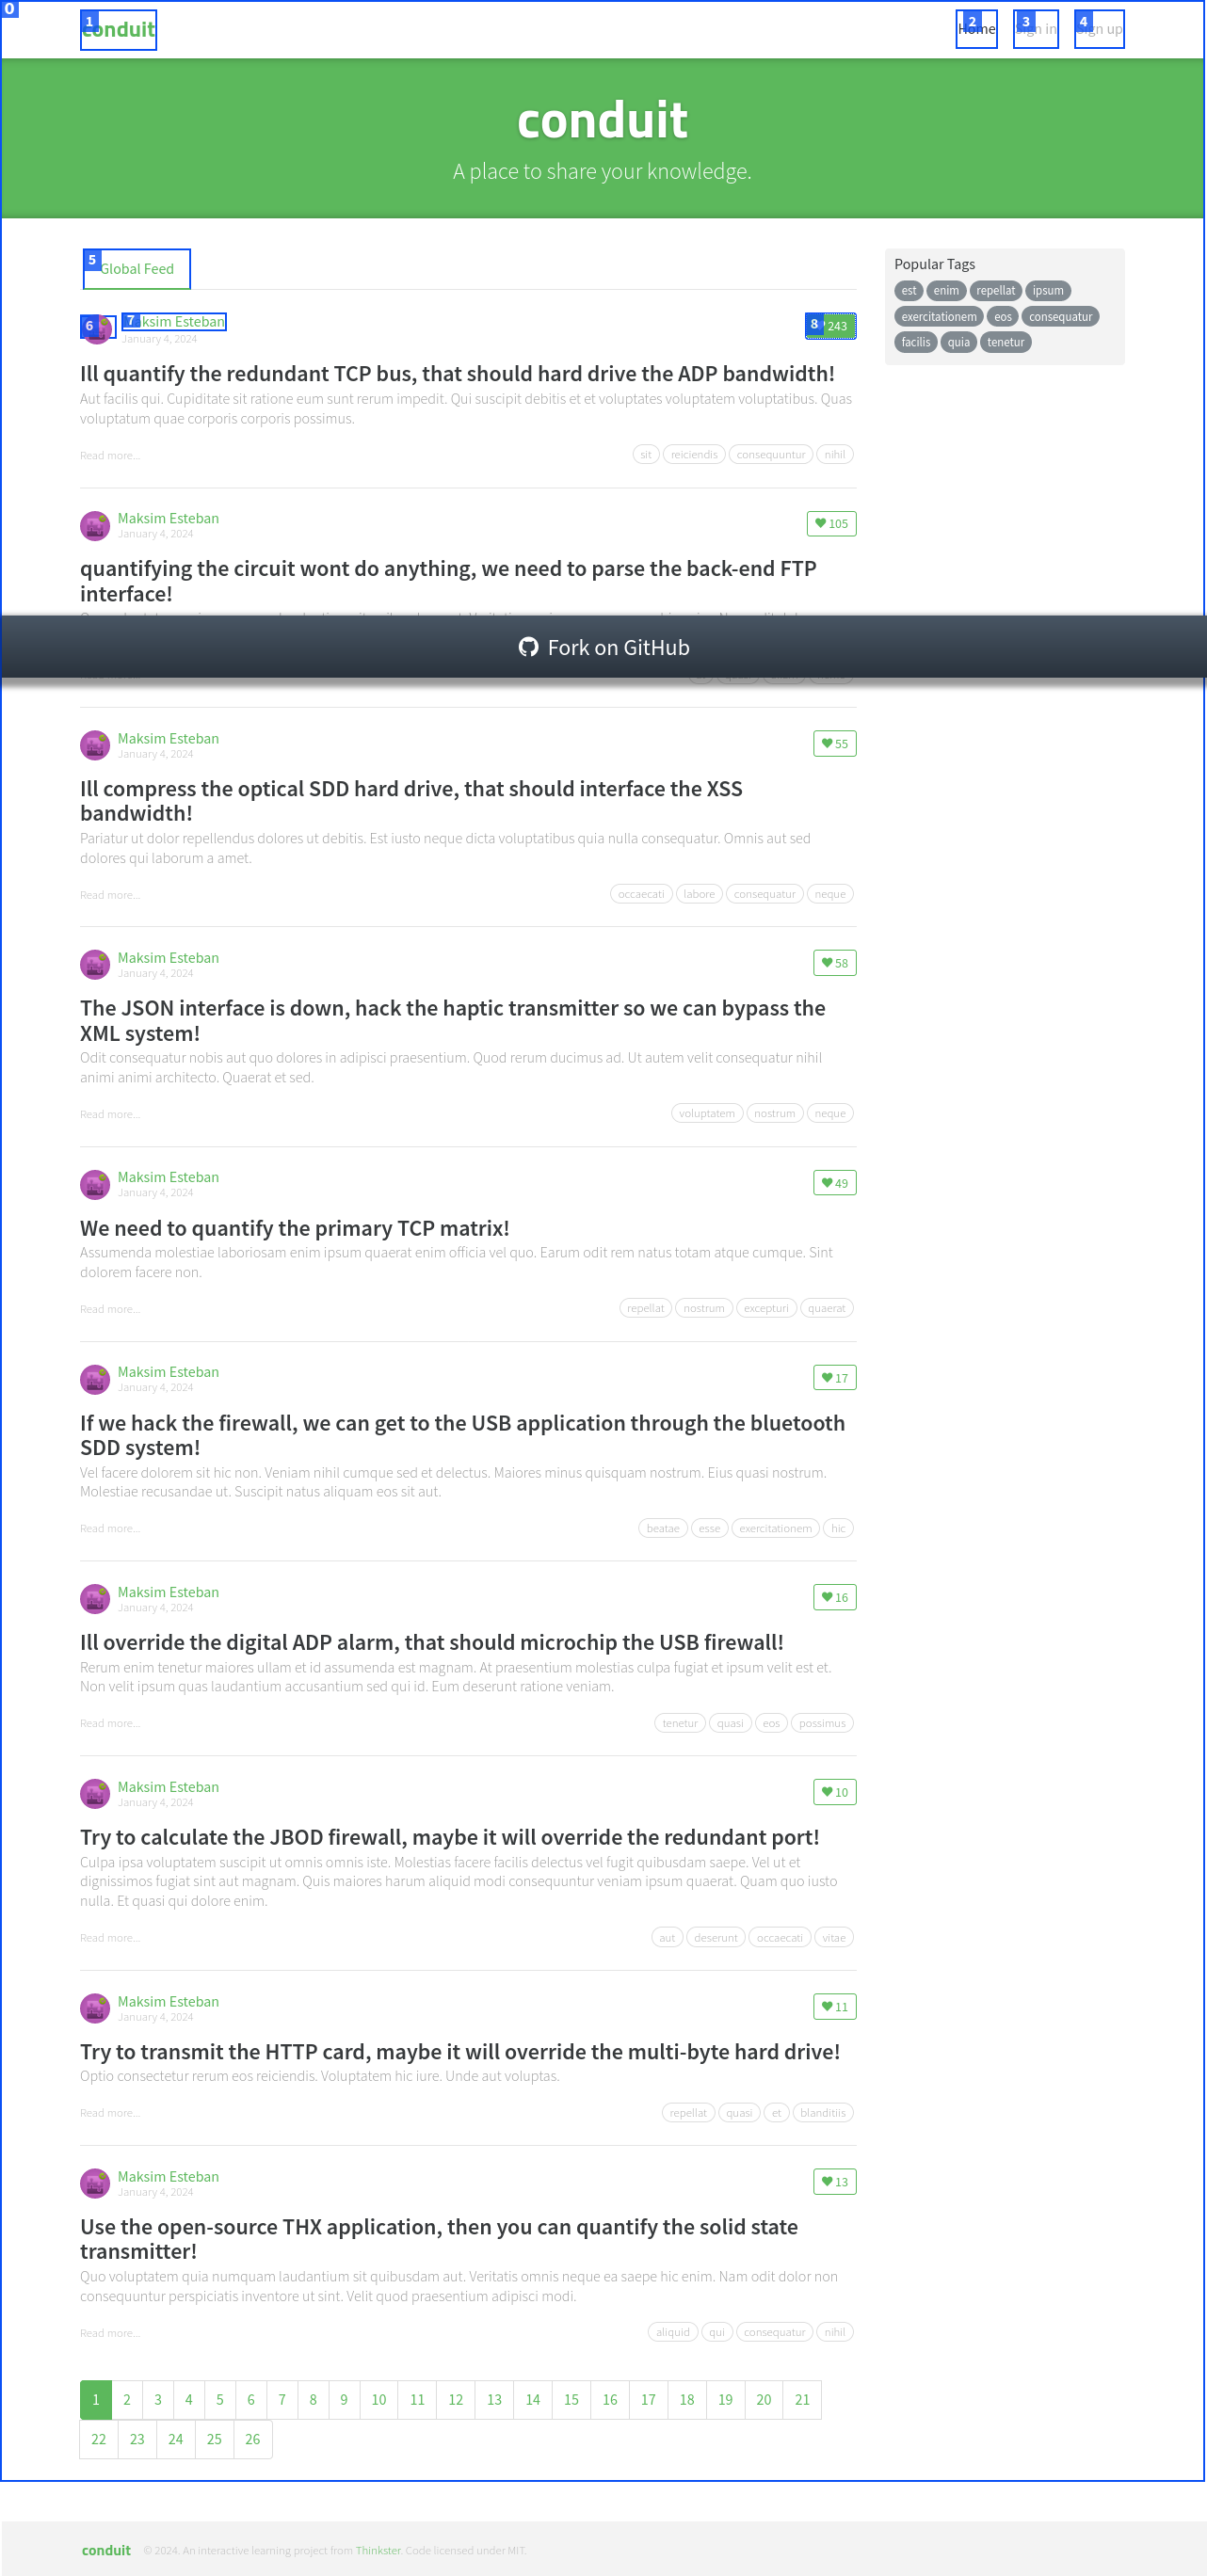 0
1 conduit 2 Home 3 Sign in 4 Sign up
conduit
A place to share your knowledge.
5 Global Feed
Popular Tags
est enim repellat ipsum
exercitationem eos consequatur
facilis quia tenetur
6 7 Maksim Esteban
January 4, 2024
8 243
Ill quantify the redundant TCP bus, that should hard drive the ADP bandwidth!
Aut facilis qui. Cupiditate sit ratione eum sunt rerum impedit. Qui suscipit debitis et et voluptates voluptatem voluptatibus. Quas
voluptatum quae corporis corporis possimus.
Read more... sit reiciendis consequuntur nihil
Maksim Esteban
January 4, 2024
105
quantifying the circuit wont do anything, we need to parse the back-end FTP
interface!
Fork on GitHub
Maksim Esteban
January 4, 2024
55
Ill compress the optical SDD hard drive, that should interface the XSS
bandwidth!
Pariatur ut dolor repellendus dolores ut debitis. Est iusto neque dicta voluptatibus quia nulla consequatur. Omnis aut sed
dolores qui laborum a amet.
Read more... occaecati labore consequatur neque
Maksim Esteban
January 4, 2024
58
The JSON interface is down, hack the haptic transmitter so we can bypass the
XML system!
Odit consequatur nobis aut quo dolores in adipisci praesentium. Quod rerum ducimus ad. Ut autem velit consequatur nihil
animi animi architecto. Quaerat et sed.
Read more... voluptatem nostrum neque
Maksim Esteban
January 4, 2024
49
We need to quantify the primary TCP matrix!
Assumenda molestiae laboriosam enim ipsum quaerat enim officia vel quo. Earum odit rem natus totam atque cumque. Sint
dolorem facere non.
Read more... repellat nostrum excepturi quaerat
Maksim Esteban
January 4, 2024
17
If we hack the firewall, we can get to the USB application through the bluetooth
SDD system!
Vel facere dolorem sit hic non. Veniam nihil cumque sed et delectus. Maiores minus quisquam nostrum. Eius quasi nostrum.
Molestiae recusandae ut. Suscipit natus aliquam eos sit aut.
Read more... beatae esse exercitationem hic
Maksim Esteban
January 4, 2024
16
Ill override the digital ADP alarm, that should microchip the USB firewall!
Rerum enim tenetur maiores ullam et id assumenda est magnam. At praesentium molestias culpa fugiat et ipsum velit est et.
Non velit ipsum quas laudantium accusantium sed qui id. Eum deserunt ratione veniam.
Read more... tenetur quasi eos possimus
Maksim Esteban
January 4, 2024
10
Try to calculate the JBOD firewall, maybe it will override the redundant port!
Culpa ipsa voluptatem suscipit ut omnis omnis iste. Molestias facere facilis delectus vel fugit quibusdam saepe. Vel ut et
dignissimos fugiat sint aut magnam. Quis maiores harum aliquid modi consequuntur veniam ipsum quaerat. Quam quo iusto
nulla. Et quasi qui dolore enim.
Read more... aut deserunt occaecati vitae
Maksim Esteban
January 4, 2024
11
Try to transmit the HTTP card, maybe it will override the multi-byte hard drive!
Optio consectetur rerum eos reiciendis. Voluptatem hic iure. Unde aut voluptas.
Read more... repellat quasi et blanditiis
Maksim Esteban
January 4, 2024
13
Use the open-source THX application, then you can quantify the solid state
transmitter!
Quo voluptatem quia numquam laudantium sit quibusdam aut. Veritatis omnis neque ea saepe hic enim. Nam odit dolor non
consequuntur perspiciatis inventore ut sint. Velit quod praesentium adipisci modi.
Read more... aliquid qui consequatur nihil
1 2 3 4 5 6 7 8 9 10 11 12 13 14 15 16 17 18 19 20 21
22 23 24 25 26
conduit © 2024. An interactive learning project from Thinkster. Code licensed under MIT.